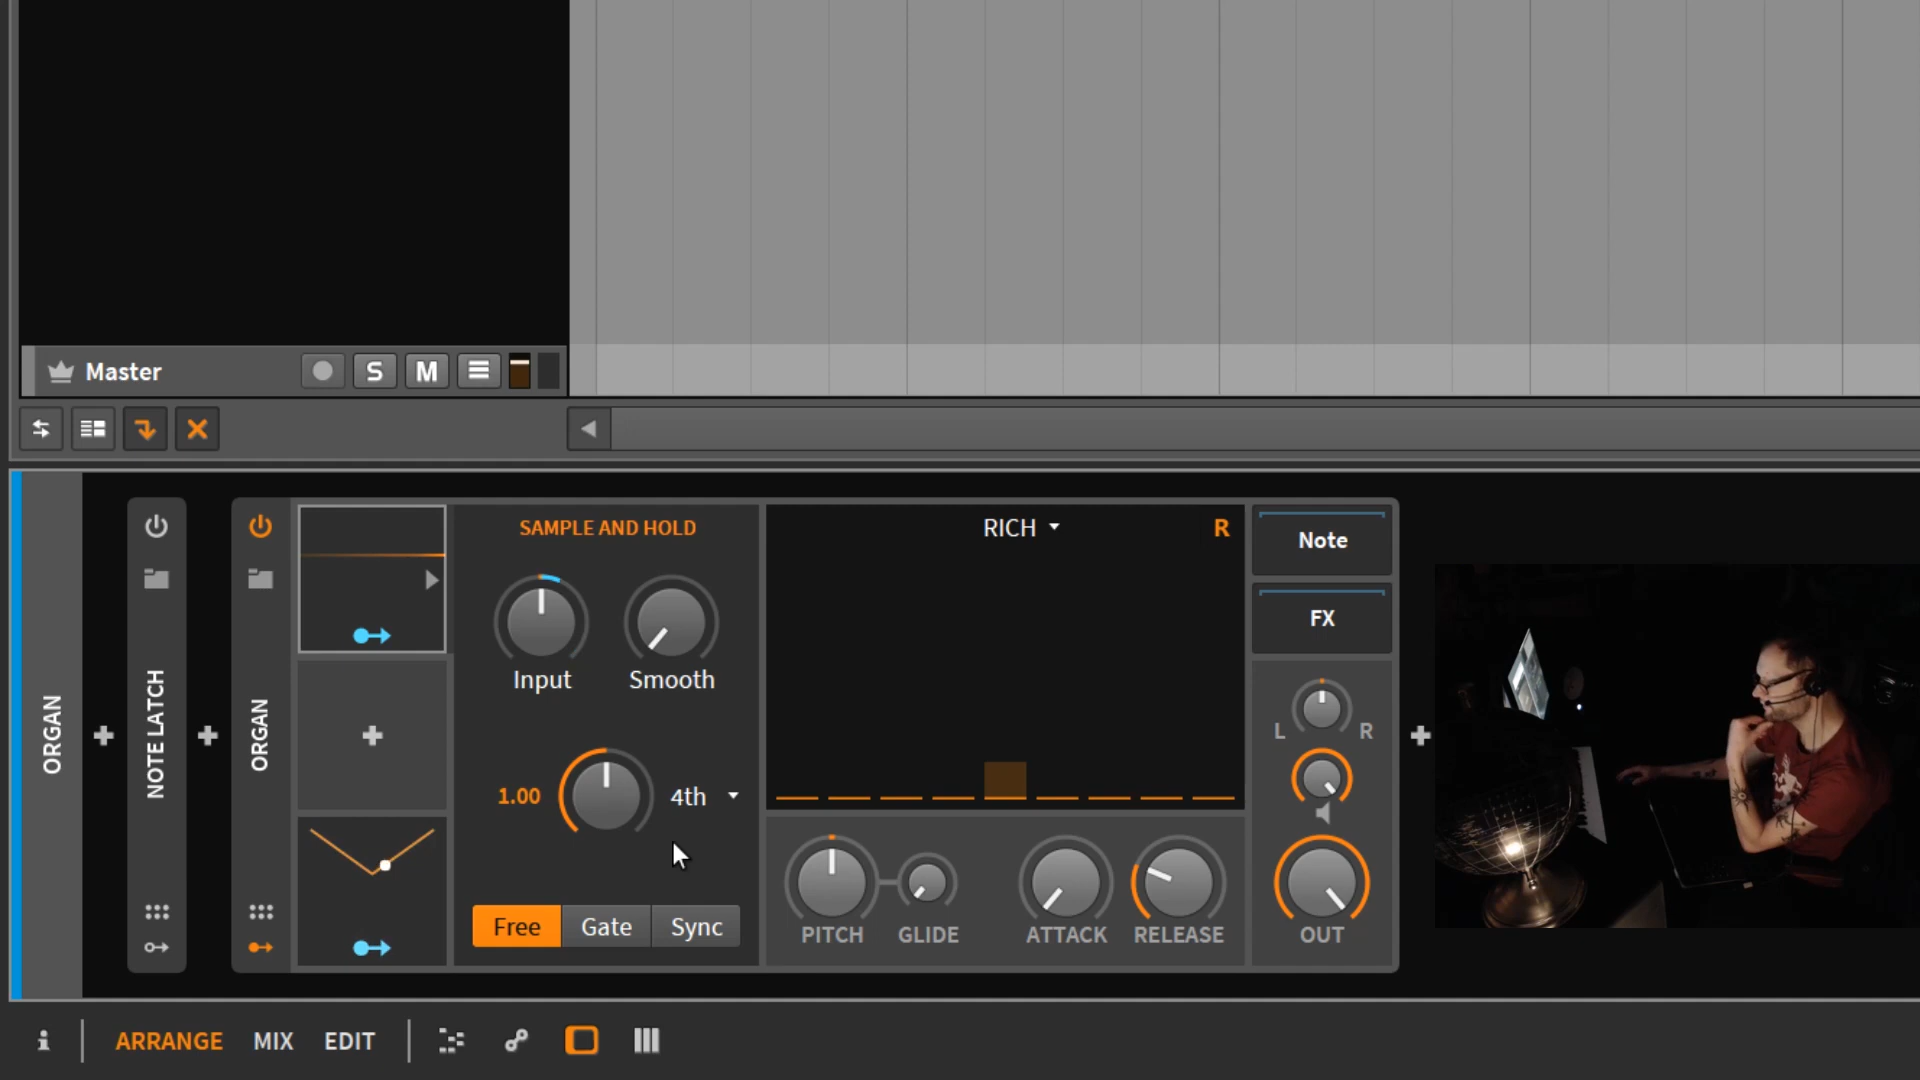 Master
S
M
ORGAN
NOTE LATCH
ORGAN
SAMPLE AND HOLD
Input
Smooth
1.00
4th
Free
Gate
Sync
RICH
R
PITCH
GLIDE
ATTACK
RELEASE
Note
FX
L
R
OUT
ARRANGE
MIX
EDIT